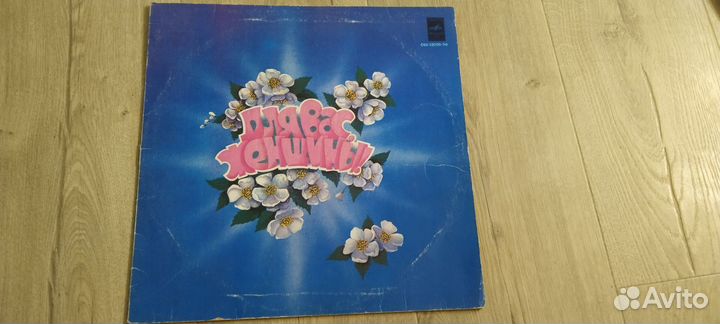 Для вас
женщины!
Avito